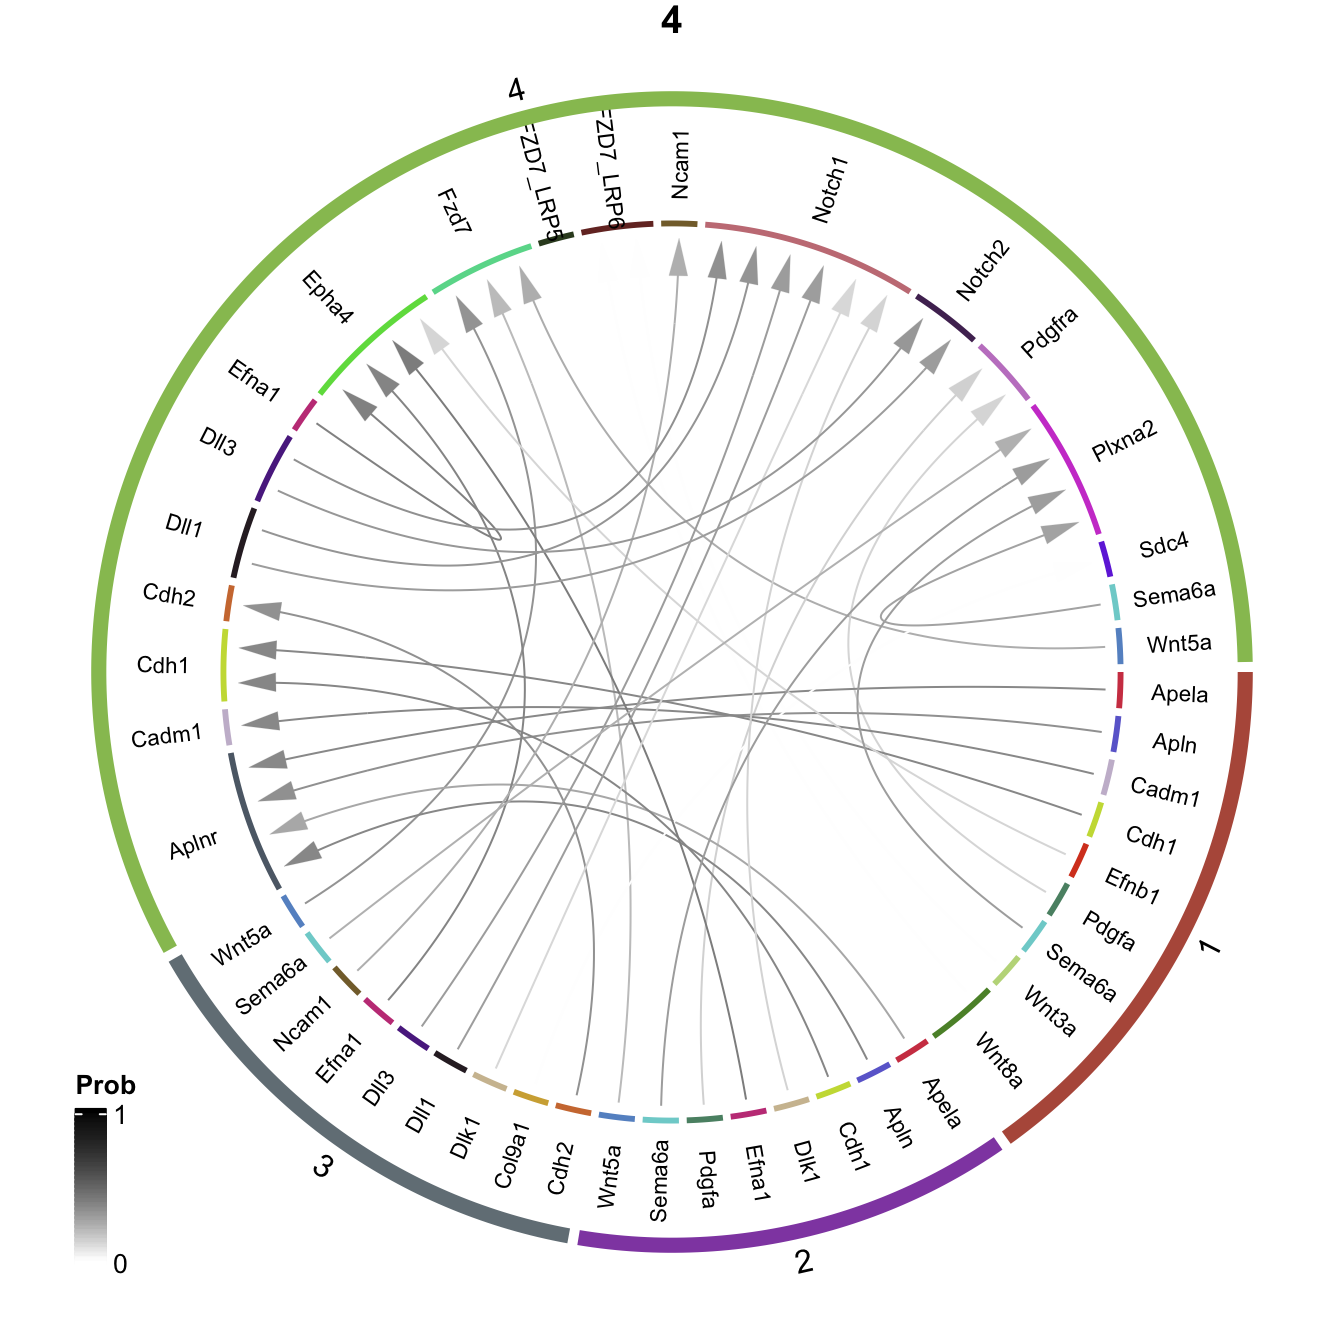 4
4
FZD7_LRP5
FZD7_LRP6
Ncam1
Notch1
Notch2
Pdgfra
Plxna2
Sdc4
Sema6a
Wnt5a
Apela
Apln
Cadm1
Cdh1
Efnb1
Pdgfa
Sema6a
Wnt3a
Wnt8a
1
Apela
Apln
Cdh1
Dlk1
Efna1
Pdgfa
Sema6a
Wnt5a
2
Cdh2
Col9a1
Dlk1
Dll1
Dll3
Efna1
Ncam1
Sema6a
Wnt5a
3
Aplnr
Cadm1
Cdh1
Cdh2
Dll1
Dll3
Efna1
Epha4
Fzd7
Prob
1
0